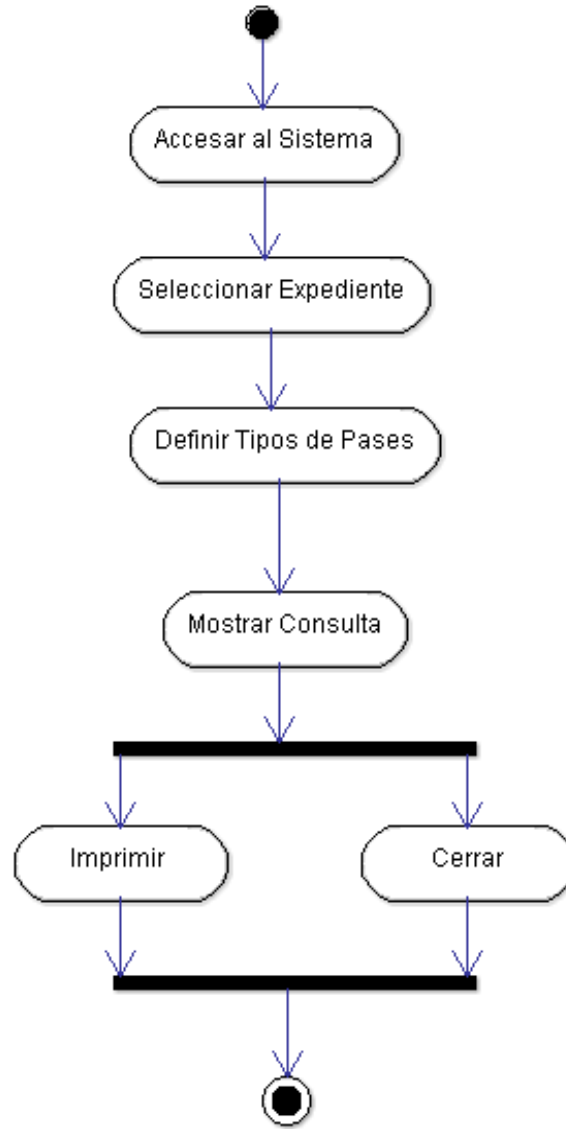 Accesar al Sistema
Seleccionar Expediente
Definir Tipos de Pases
Mostrar Consulta
Imprimir
Cerrar